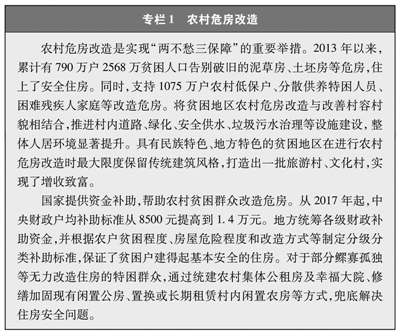 专栏1 农村危房改造
农村危房改造是实现“两不愁三保障”的重要举措。2013年以来，
累计有790万户2568万贫困人口告别破旧的泥草房、土坯房等危房，住
上了安全住房。同时，支持1075万户农村低保户、分散供养特困人员、
困难残疾人家庭等改造危房。将贫困地区农村危房改造与改善村容村
貌相结合，推进村内道路、绿化、安全供水、垃圾污水治理等设施建设，整
体人居环境显著提升。具有民族特色、地方特色的贫困地区在进行农村
危房改造时最大限度保留传统建筑风格，打造出一批旅游村、文化村，实
现了增收致富。
国家提供资金补助，帮助农村贫困群众改造危房。从2017年起，中
央财政户均补助标准从8500元提高到1.4万元。地方统筹各级财政补
助资金，并根据农户贫困程度、房屋危险程度和改造方式等制定分级分
类补助标准，保证了贫困户建得起基本安全的住房。对于部分鳏寡孤独
等无力改造住房的特困群众，通过统建农村集体公租房及幸福大院、修
缮加固现有闲置公房、置换或长期租赁村内闲置农房等方式，兜底解决
住房安全问题。